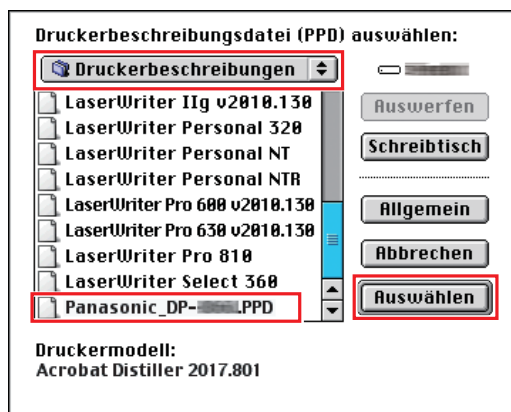 Druckerbeschreibungsdatei (PPD) auswählen:
Druckerbeschreibungen
LaserWriter IIg v2010.130
LaserWriter Personal 320
LaserWriter Personal NT
LaserWriter Personal NTR
LaserWriter Pro 600 v2010.130
LaserWriter Pro 630 v2010.130
LaserWriter Pro 810
LaserWriter Select 360
Panasonic_DP- .PPD
Auswerfen
Schreibtisch
Allgemein
Abbrechen
Auswählen
Druckermodell:
Acrobat Distiller 2017.801